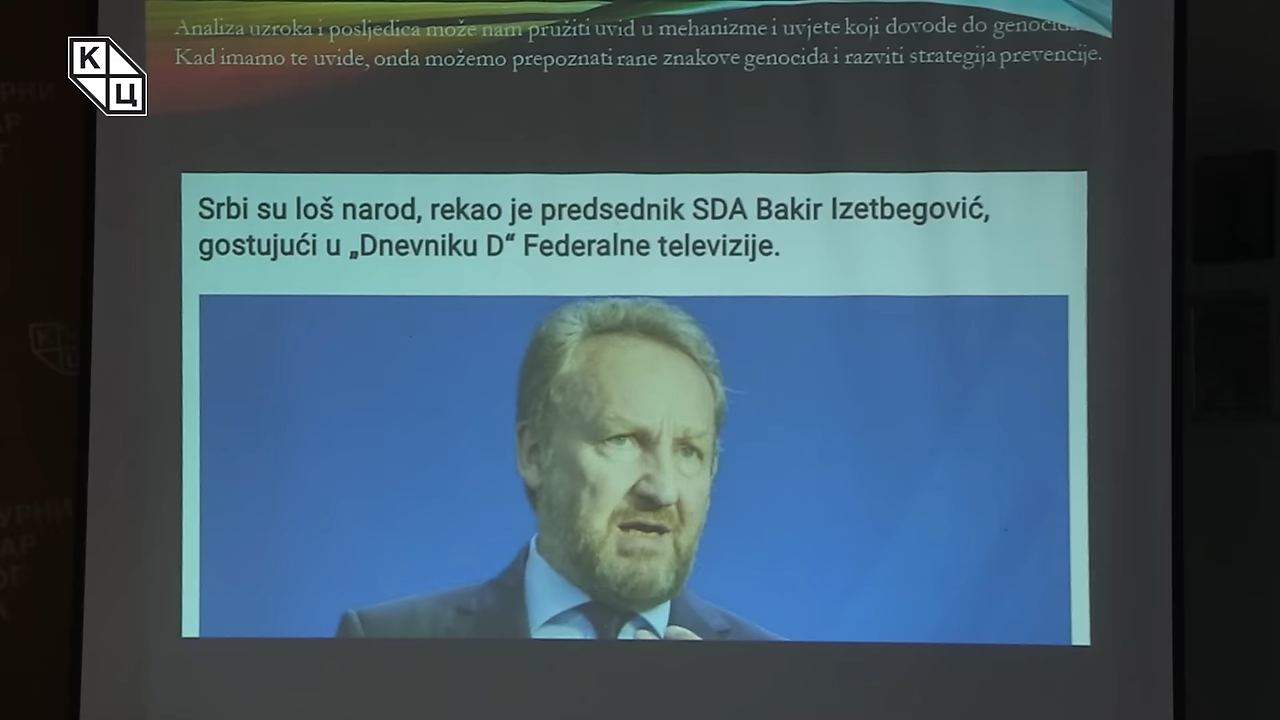 Analiza uzroka i posljedica može nam pružiti uvid u mehanizme i uvjete koji dovode do
Kad imamo te uvide, onda možemo prepoznati rane znakove genocida i razviti strategija prevencije.
К
Ц
Srbi su loš narod, rekao je predsednik SDA Bakir Izetbegović,
gostujući u „Dnevniku D“ Federalne televizije.